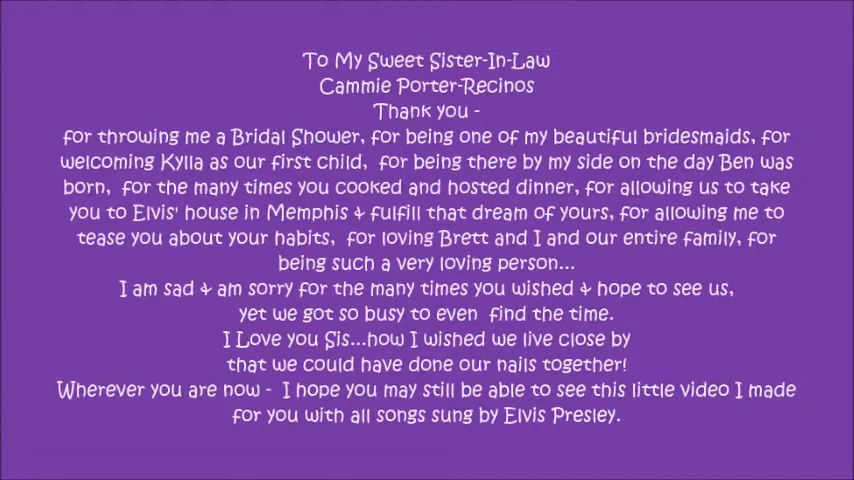 To My Sweet Sister-In-Law
Cammie Porter-Recinos
Thank you -
for throwing me a Bridal Shower, for being one of my beautiful bridesmaids, for
welcoming Kylla as our first child,  for being there by my side on the day Ben was
born,  for the many times you cooked and hosted dinner, for allowing us to take
you to Elvis' house in Memphis & fulfill that dream of yours, for allowing me to
tease you about your habits,  for loving Brett and I and our entire family, for
being such a very loving person...
I am sad & am sorry for the many times you wished & hope to see us,
yet we got so busy to even  find the time.
I Love you Sis...how I wished we live close by
that we could have done our nails together!
Wherever you are now -  I hope you may still be able to see this little video I made
for you with all songs sung by Elvis Presley.